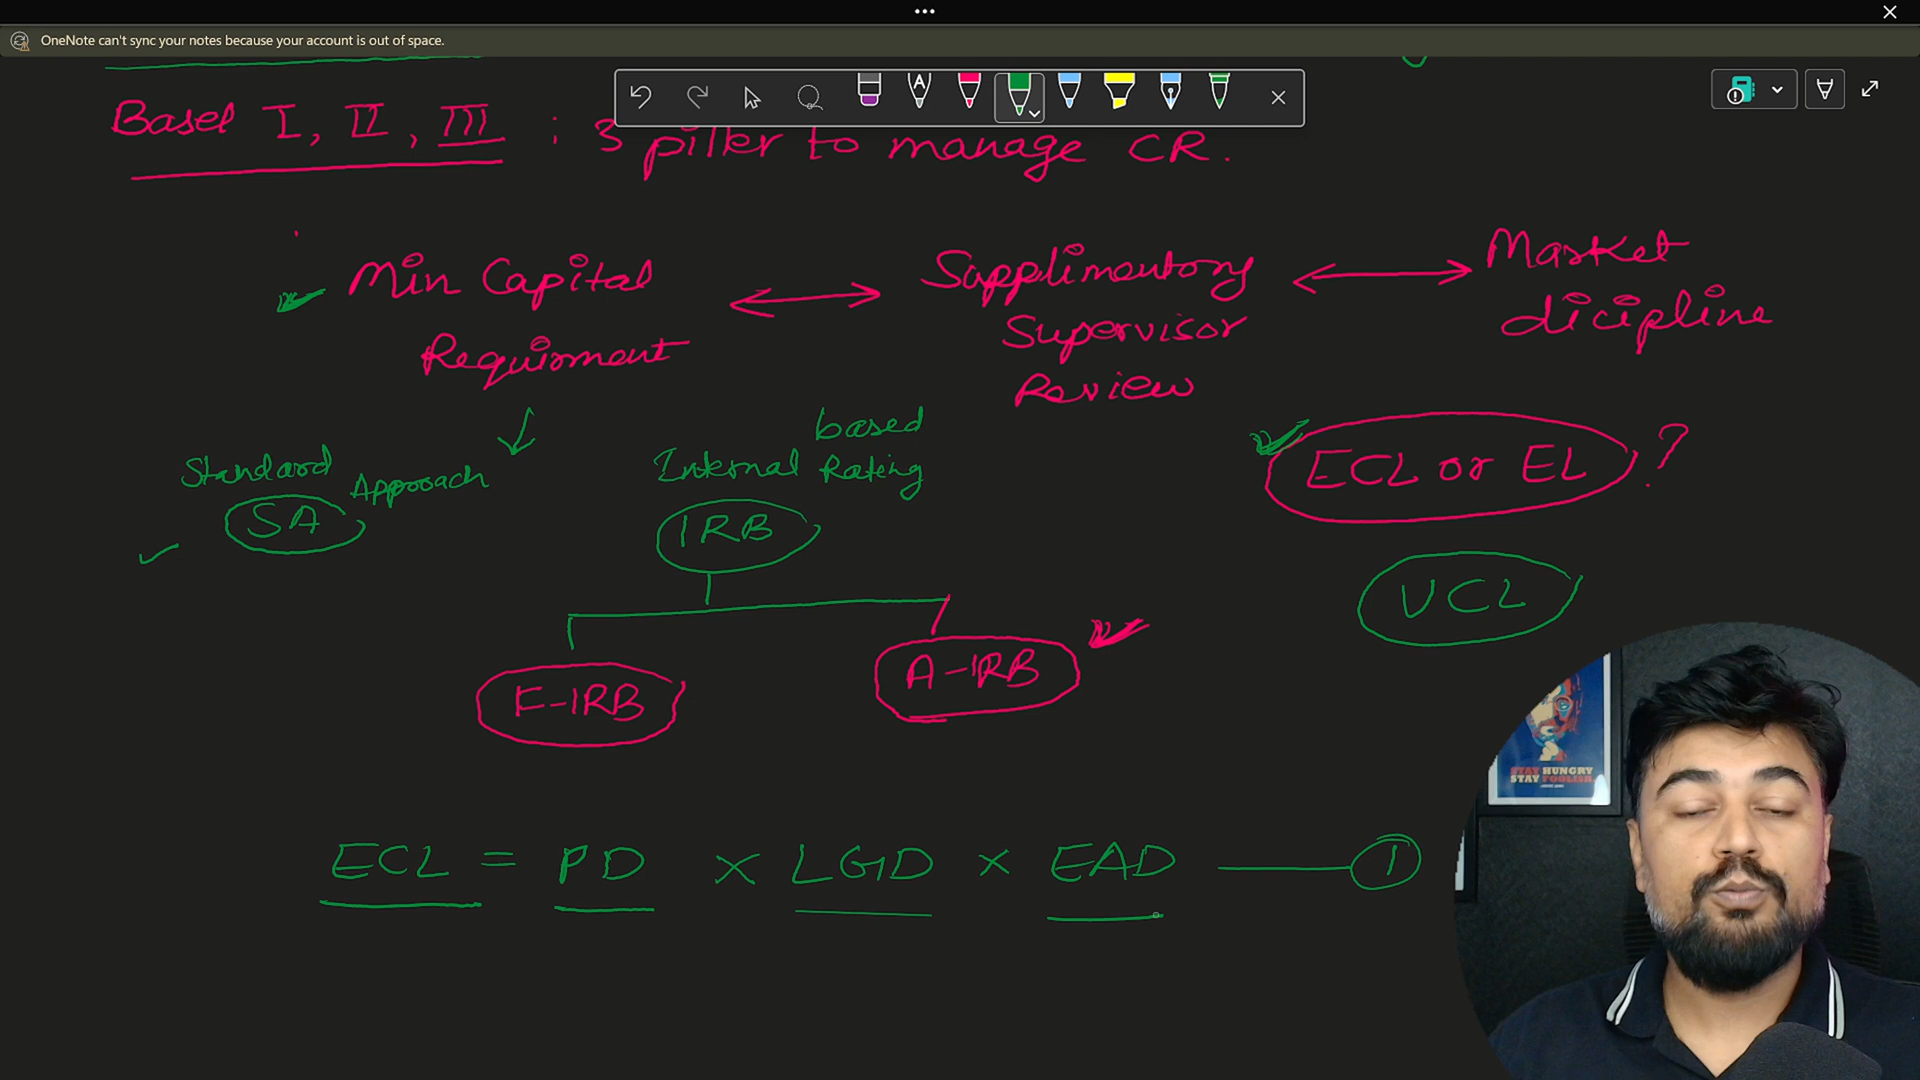 OneNote can't sync your notes because your account is out of space.
Basel I, II, III : 3 piller to manage CR.
Min Capital
Requirment
Supplimentory
Supervisor
Review
Market
dicipline
Standard
Approach
SA
based
Internal Rating
IRB
F-IRB
A-IRB
ECL or EL ?
UCL
ECL = PD × LGD × EAD
1
STAY HUNGRY
STAY FOOLISH